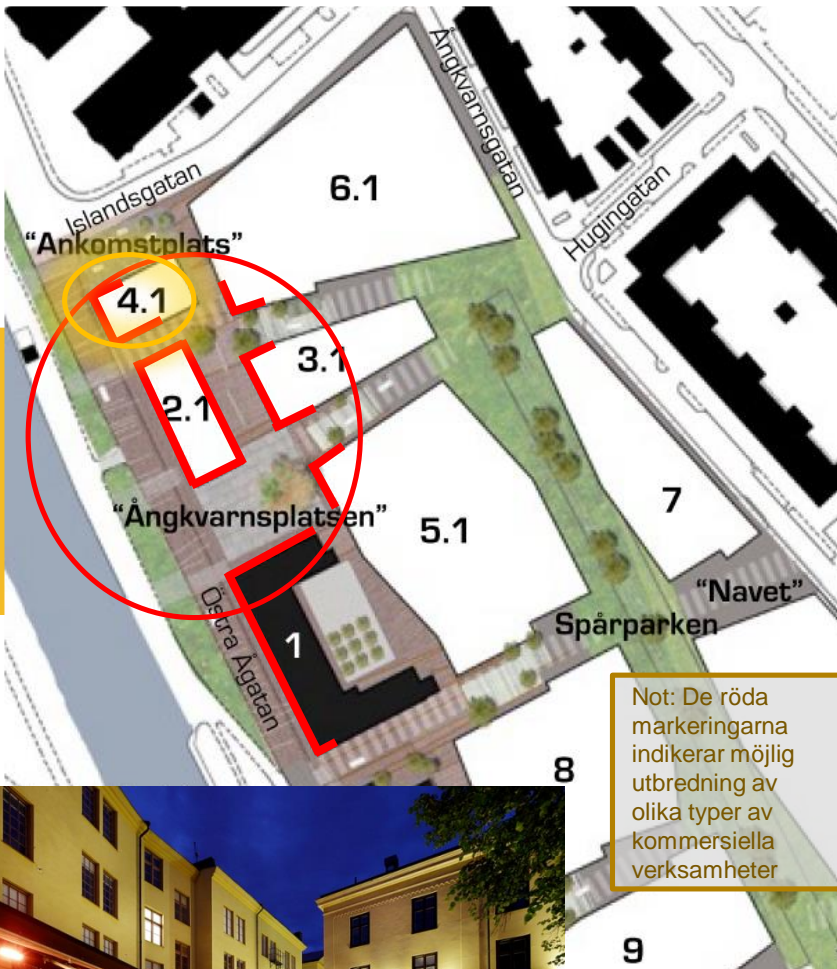 Ångkvarnsgatan
6.1
Islandsgatan
Hugingatan
"Ankomstplats"
4.1
3.1
2.1
7
"Ångkvarnsplatsen"
5.1
"Navet"
Östra Ågatan
1
Spårparken
Not: De röda
markeringarna
indikerar möjlig
utbredning av
olika typer av
kommersiella
verksamheter
8
9